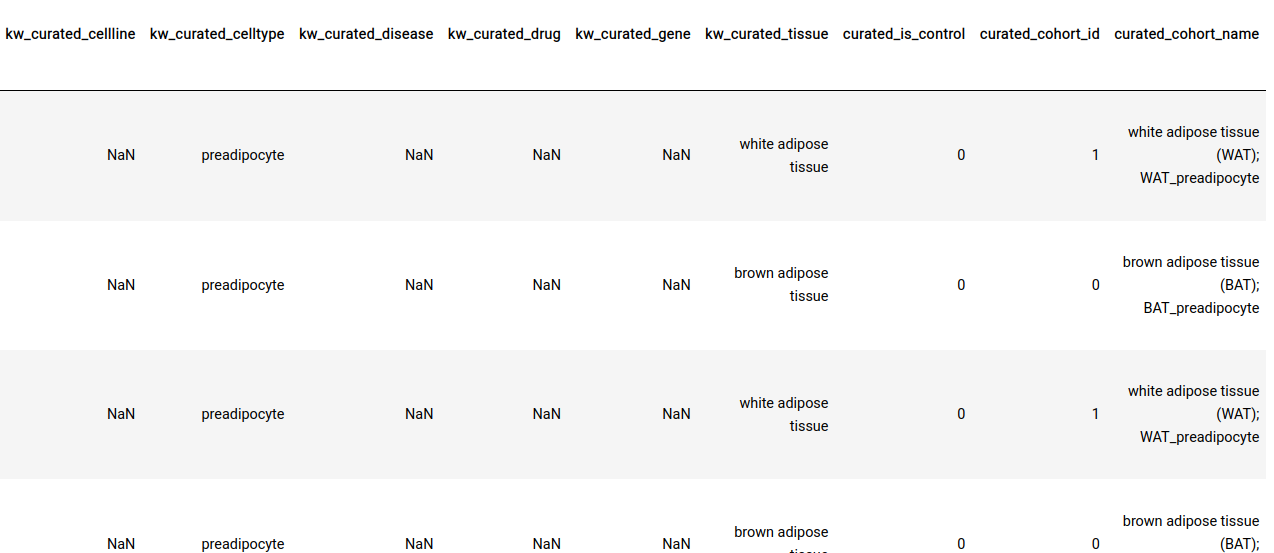 kw_curated_cellline kw_curated_celltype kw_curated_disease kw_curated_drug kw_curated_gene kw_curated_tissue curated_is_control curated_cohort_id curated_cohort_name
white adipose tissue
white adipose
NaN preadipocyte NaN NaN NaN 0 1 (WAT);
tissue
WAT_preadipocyte
brown adipose tissue
brown adipose
NaN preadipocyte NaN NaN NaN 0 0 (BAT);
tissue
BAT_preadipocyte
white adipose tissue
white adipose
NaN preadipocyte NaN NaN NaN 0 1 (WAT);
tissue
WAT_preadipocyte
brown adipose tissue
brown adipose
NaN preadipocyte NaN NaN NaN 0 0 (BAT);